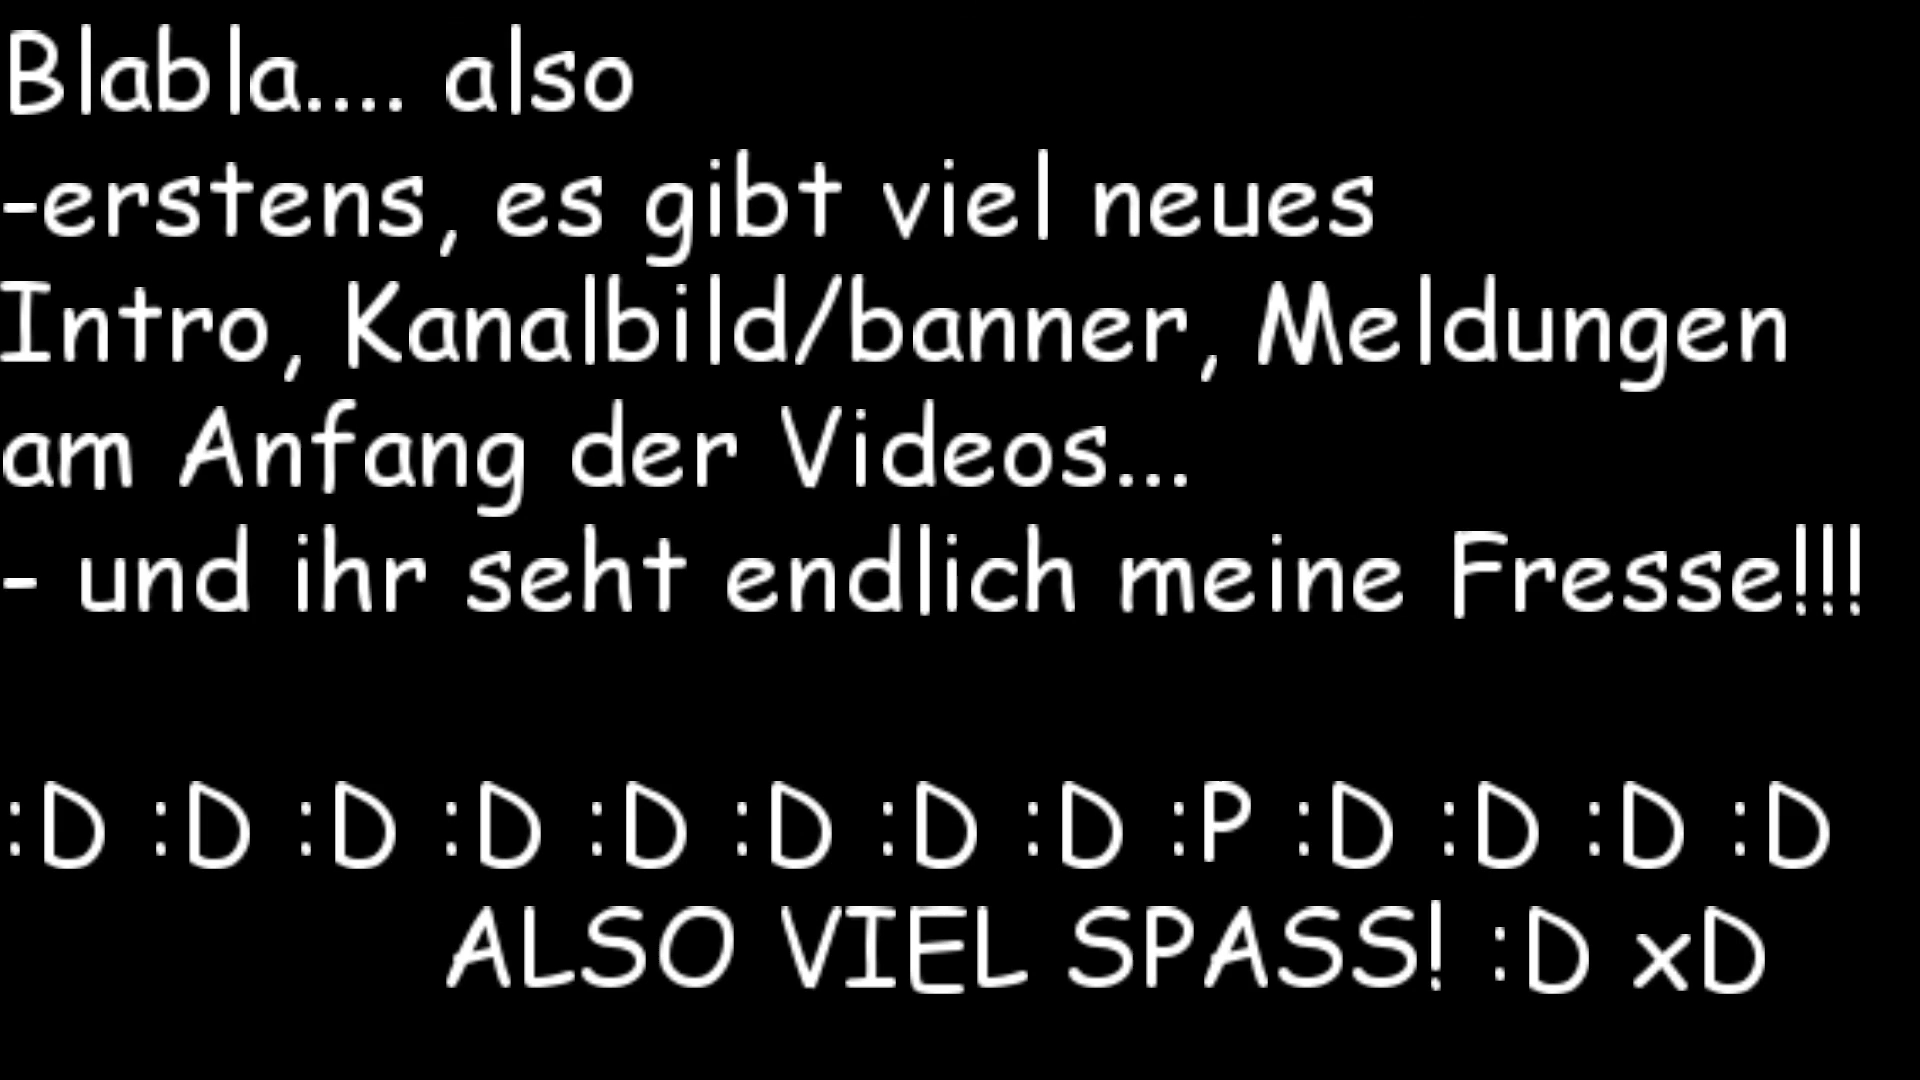 Blabla.... also
-erstens, es gibt viel neues
Intro, Kanalbild/banner, Meldungen
am Anfang der Videos...
- und ihr seht endlich meine Fresse!!!
:D :D :D :D :D :D :D :D :P :D :D :D :D
ALSO VIEL SPASS! :D xD